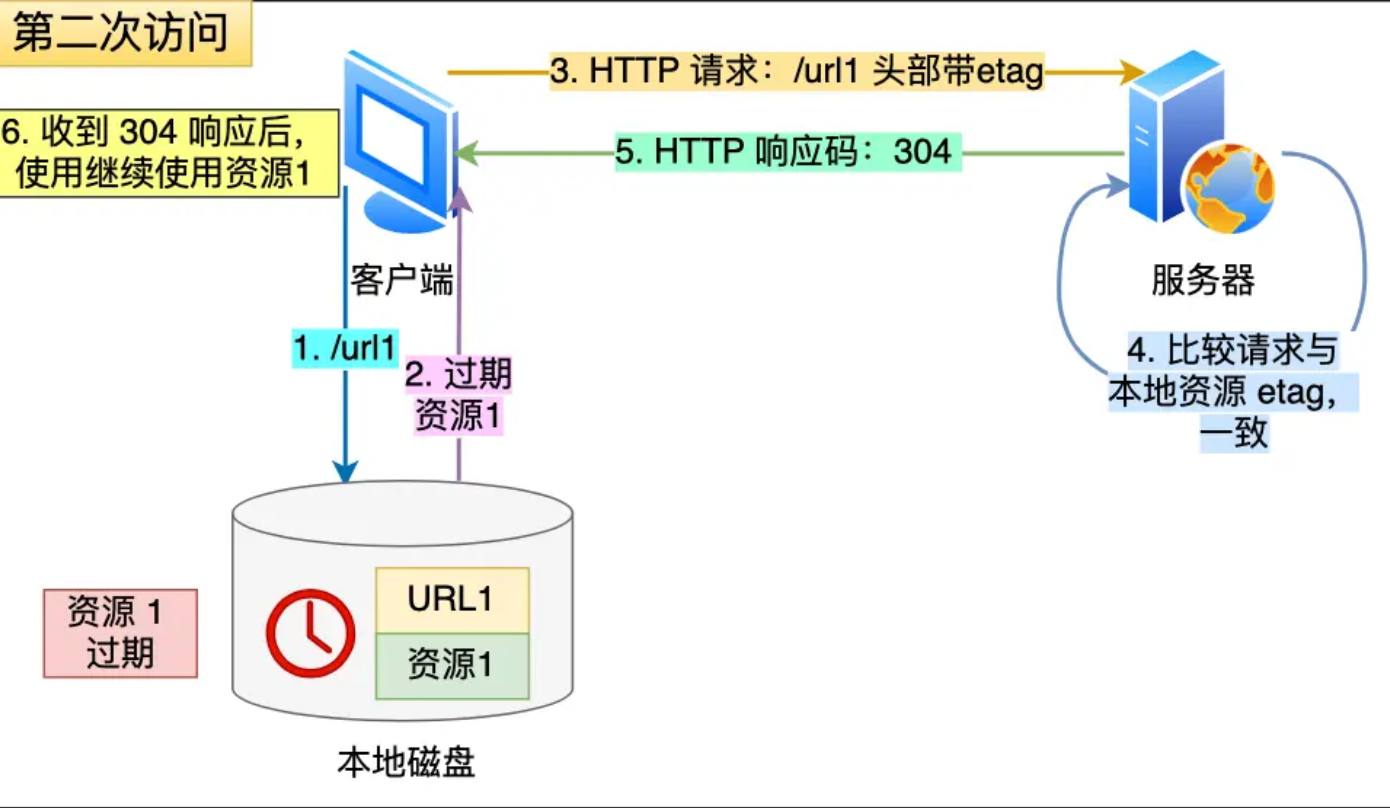 第二次访问
3. HTTP 请求：/url1 头部带etag
6. 收到 304 响应后，
使用继续使用资源1
5. HTTP 响应码：304
客户端
服务器
1. /url1
2. 过期
资源1
4. 比较请求与
本地资源 etag，
一致
资源 1
过期
URL1
资源1
本地磁盘